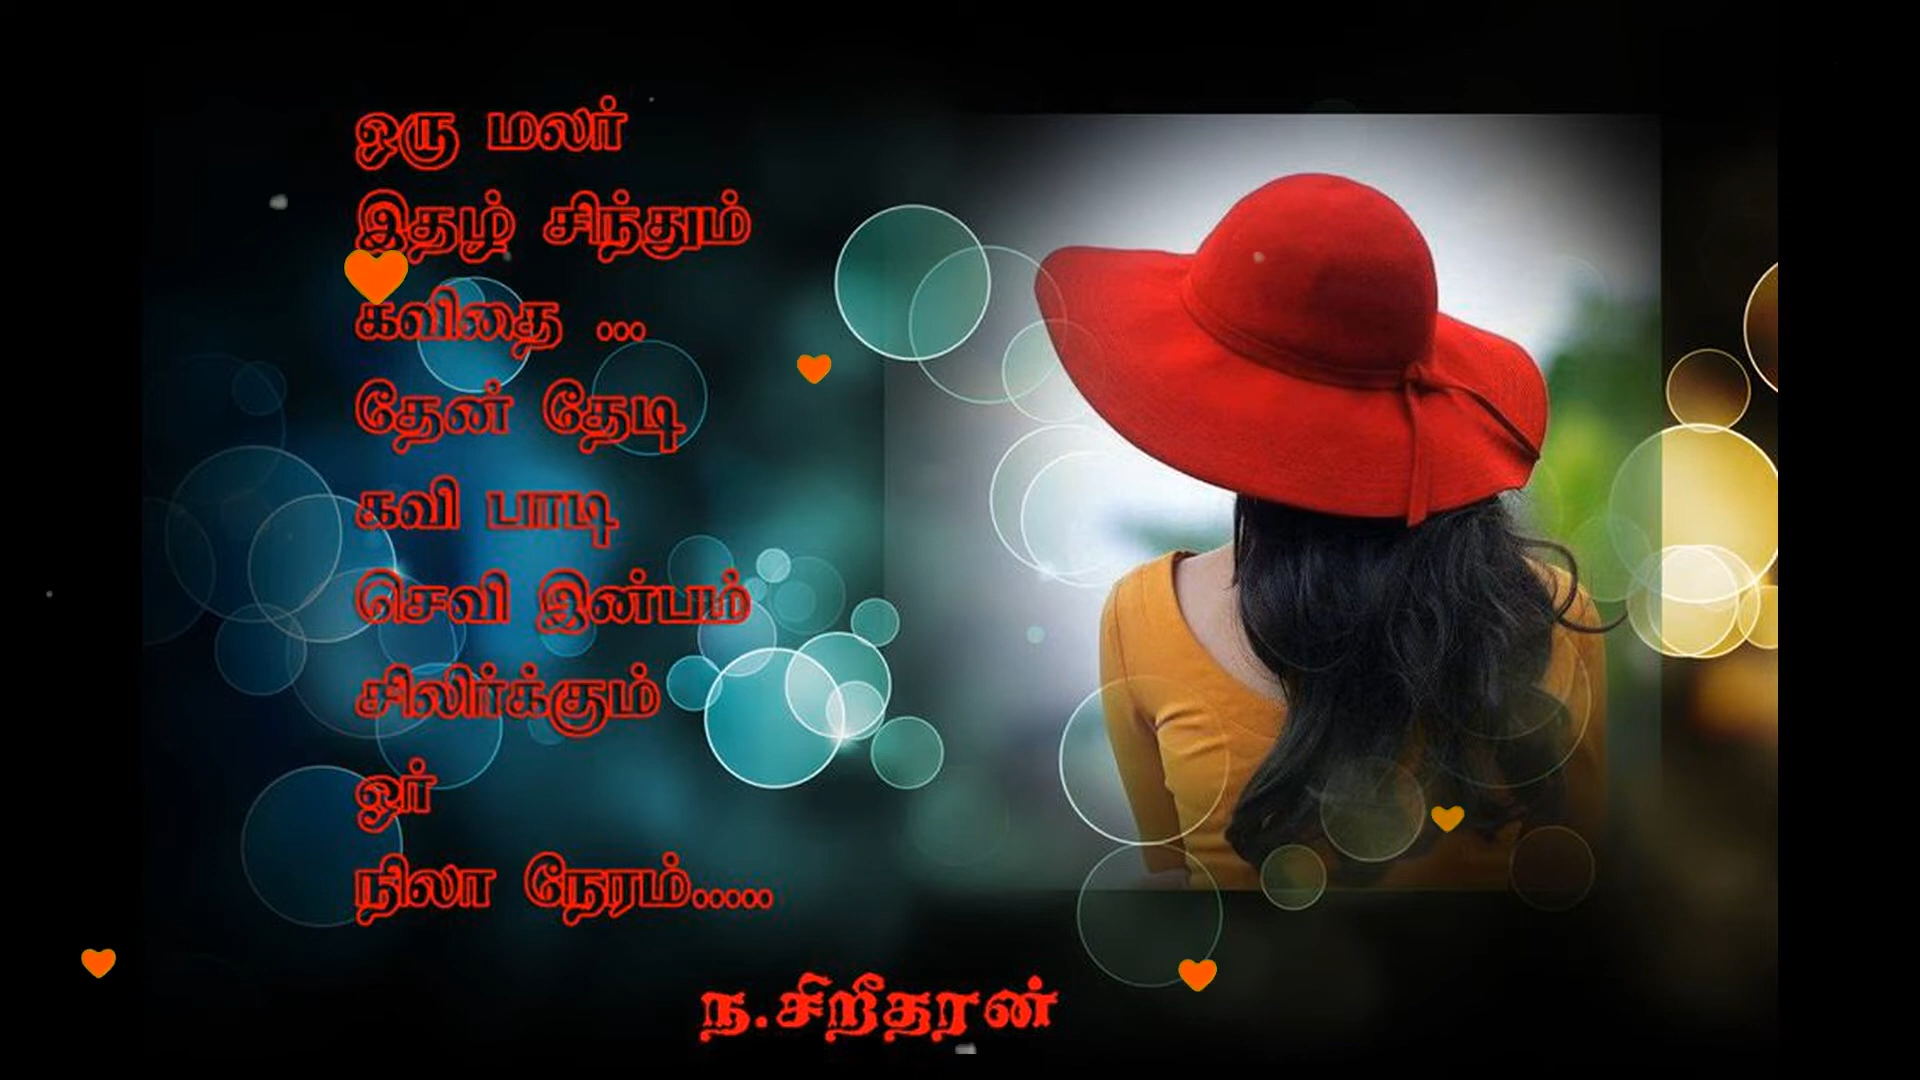 ஒரு மலர்
இதழ் சிந்தும்
கவிதை ...
தேன் தேடி
கவி பாடி
செவி இன்பம்
சிலிர்க்கும்
ஓர்
நிலா நேரம்.....
ந.சிறீதரன்